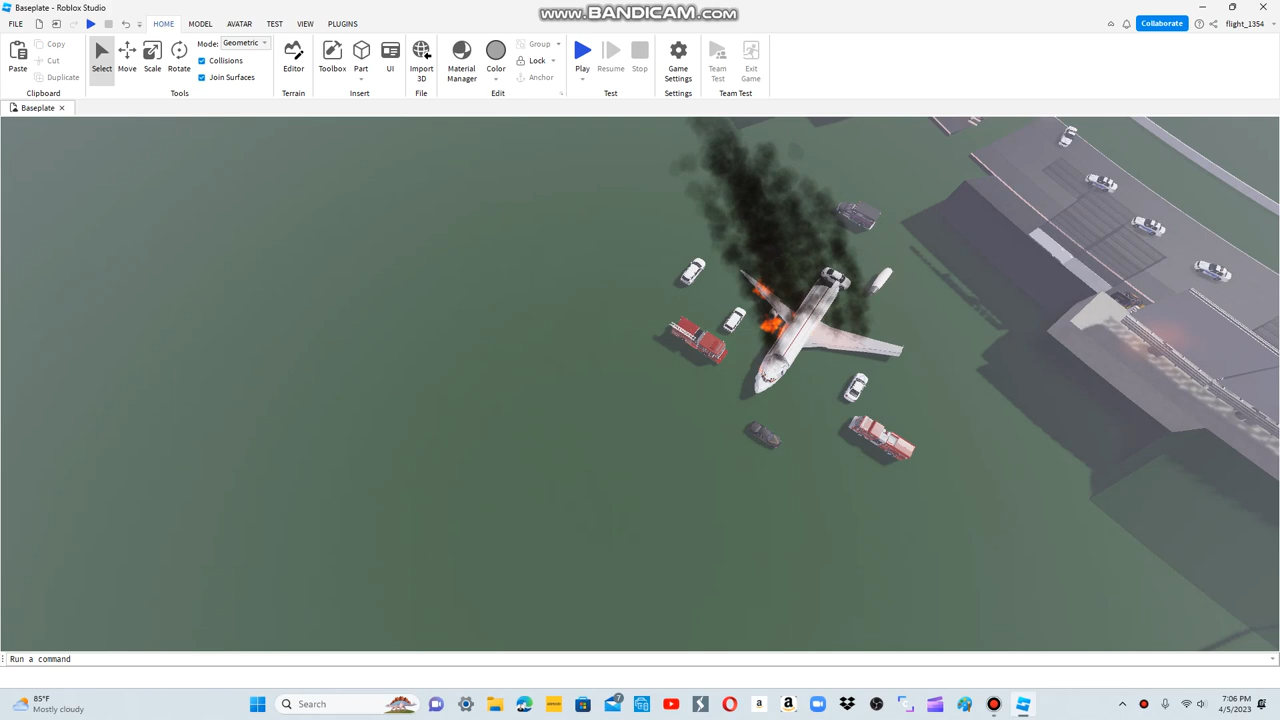 Baseplate - Roblox Studio
www.BANDICAM.com
FILE HOME MODEL AVATAR TEST VIEW PLUGINS
Collaborate flight_1354
Paste Copy Cut Duplicate
Clipboard
Select Move Scale Rotate
Mode: Geometric
Collisions
Join Surfaces
Tools
Editor
Terrain
Toolbox Part UI
Insert
Import 3D
File
Material Manager Color Group Lock Anchor
Edit
Play Resume Stop
Test
Game Settings
Settings
Team Test Exit Game
Team Test
Baseplate
Run a command
85°F
Mostly cloudy
Search
7
a
a
7:06 PM
4/5/2023